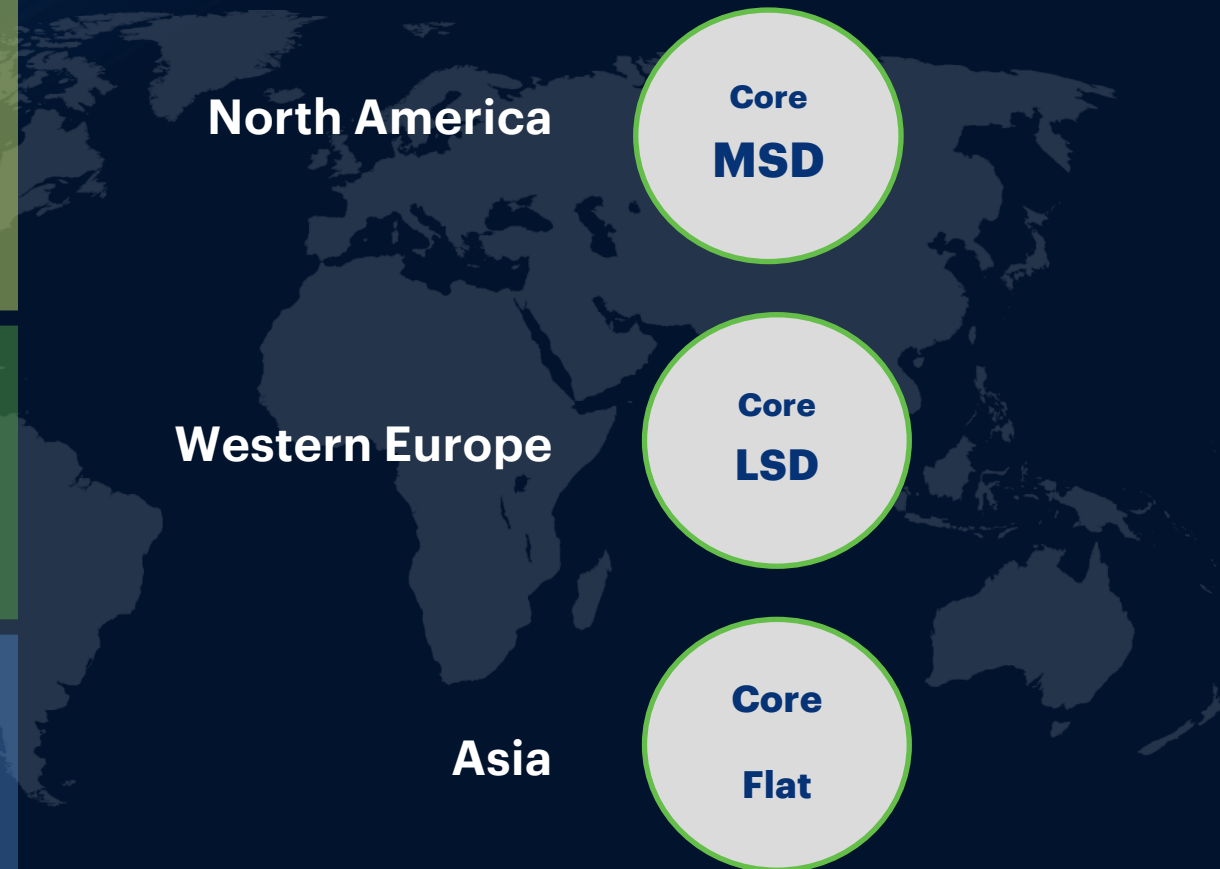 North America
Core
MSD
Western Europe
Core
LSD
Asia
Core
Flat